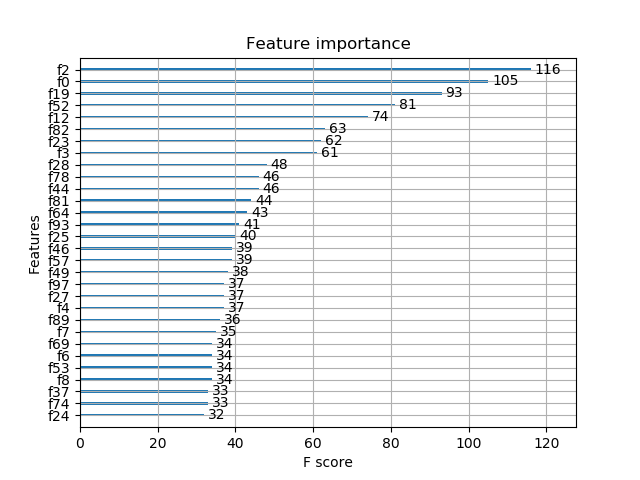 Feature importance
f2 116
f0 105
f19 93
f52 81
f12 74
f82 63
f23 62
f3 61
f28 48
f78 46
f44 46
f81 44
f64 43
f93 41
f25 40
f46 39
f57 39
f49 38
f97 37
f27 37
f4 37
f89 36
f7 35
f69 34
f6 34
f53 34
f8 34
f37 33
f74 33
f24 32
Features
0 20 40 60 80 100 120
F score